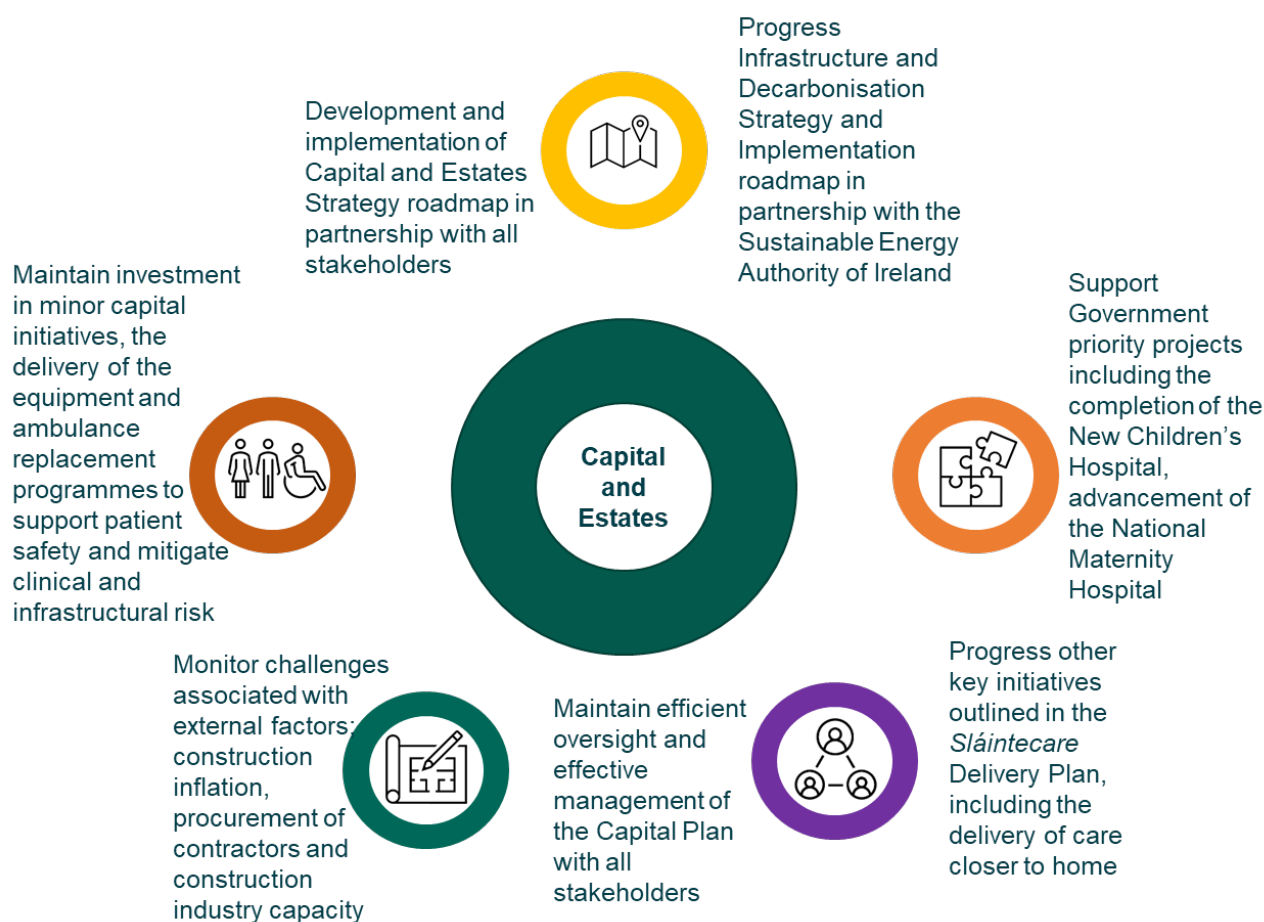 Progress
Infrastructure and
Decarbonisation
Strategy and
Implementation
roadmap in
partnership with the
Sustainable Energy
Authority of Ireland
Development and
implementation of
Capital and Estates
Strategy roadmap in
partnership with all
stakeholders
Maintain investment
in minor capital
initiatives, the
delivery of the
equipment and
ambulance
replacement
programmes to
support patient
safety and mitigate
clinical and
infrastructural risk
Support
Government
priority projects
including the
completion of the
New Children’s
Hospital,
advancement of
the National
Maternity
Hospital
Capital
and
Estates
Monitor challenges
associated with
external factors;
construction
inflation,
procurement of
contractors and
construction
industry capacity
Maintain efficient
oversight and
effective
management of
the Capital Plan
with all
stakeholders
Progress other
key initiatives
outlined in the
Sláintecare
Delivery Plan,
including the
delivery of care
closer to home